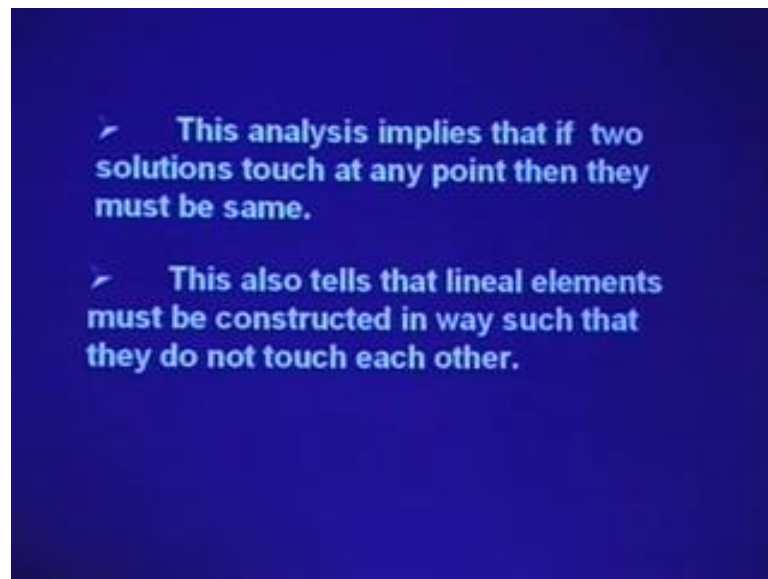 ➢ This analysis implies that if two
solutions touch at any point then they
must be same.
➢ This also tells that lineal elements
must be constructed in way such that
they do not touch each other.